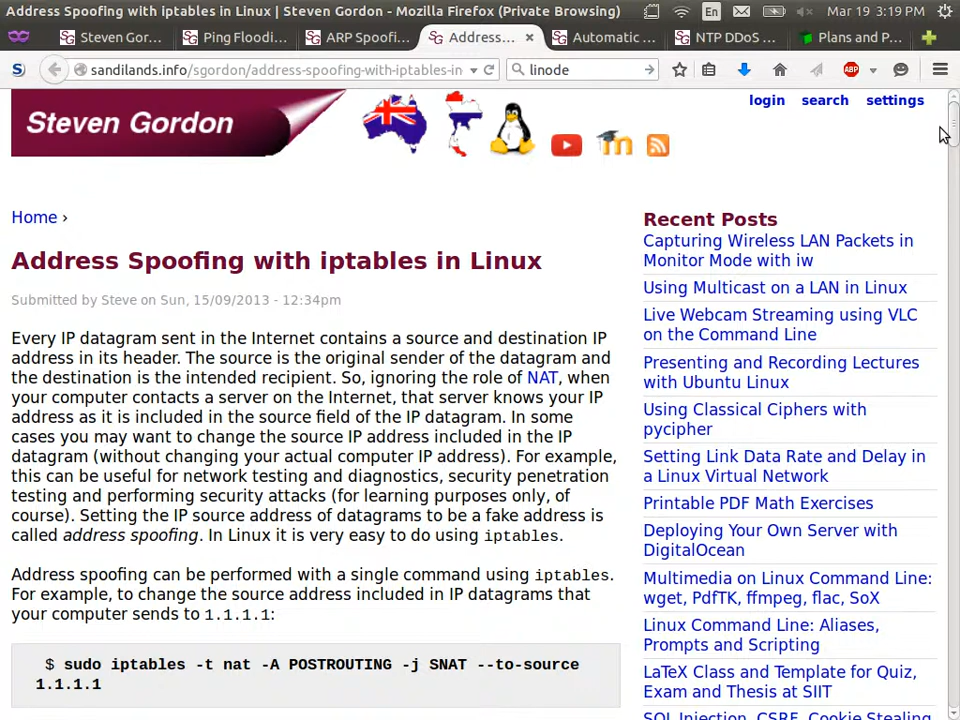 Address Spoofing with iptables in Linux | Steven Gordon - Mozilla Firefox (Private Browsing)
En
Mar 19 3:19 PM
Steven Gor...
Ping Floodi...
ARP Spoofi...
Address...
Automatic ...
NTP DDoS ...
Plans and P...
sandilands.info/sgordon/address-spoofing-with-iptables-in
linode
ABP
login search settings
Steven Gordon
Home ›
Address Spoofing with iptables in Linux
Submitted by Steve on Sun, 15/09/2013 - 12:34pm
Every IP datagram sent in the Internet contains a source and destination IP
address in its header. The source is the original sender of the datagram and
the destination is the intended recipient. So, ignoring the role of NAT, when
your computer contacts a server on the Internet, that server knows your IP
address as it is included in the source field of the IP datagram. In some
cases you may want to change the source IP address included in the IP
datagram (without changing your actual computer IP address). For example,
this can be useful for network testing and diagnostics, security penetration
testing and performing security attacks (for learning purposes only, of
course). Setting the IP source address of datagrams to be a fake address is
called address spoofing. In Linux it is very easy to do using iptables.
Address spoofing can be performed with a single command using iptables.
For example, to change the source address included in IP datagrams that
your computer sends to 1.1.1.1:
$ sudo iptables -t nat -A POSTROUTING -j SNAT --to-source
1.1.1.1
Recent Posts
Capturing Wireless LAN Packets in
Monitor Mode with iw
Using Multicast on a LAN in Linux
Live Webcam Streaming using VLC
on the Command Line
Presenting and Recording Lectures
with Ubuntu Linux
Using Classical Ciphers with
pycipher
Setting Link Data Rate and Delay in
a Linux Virtual Network
Printable PDF Math Exercises
Deploying Your Own Server with
DigitalOcean
Multimedia on Linux Command Line:
wget, PdfTK, ffmpeg, flac, SoX
Linux Command Line: Aliases,
Prompts and Scripting
LaTeX Class and Template for Quiz,
Exam and Thesis at SIIT
SQL Injection, CSRF, Cookie Stealing